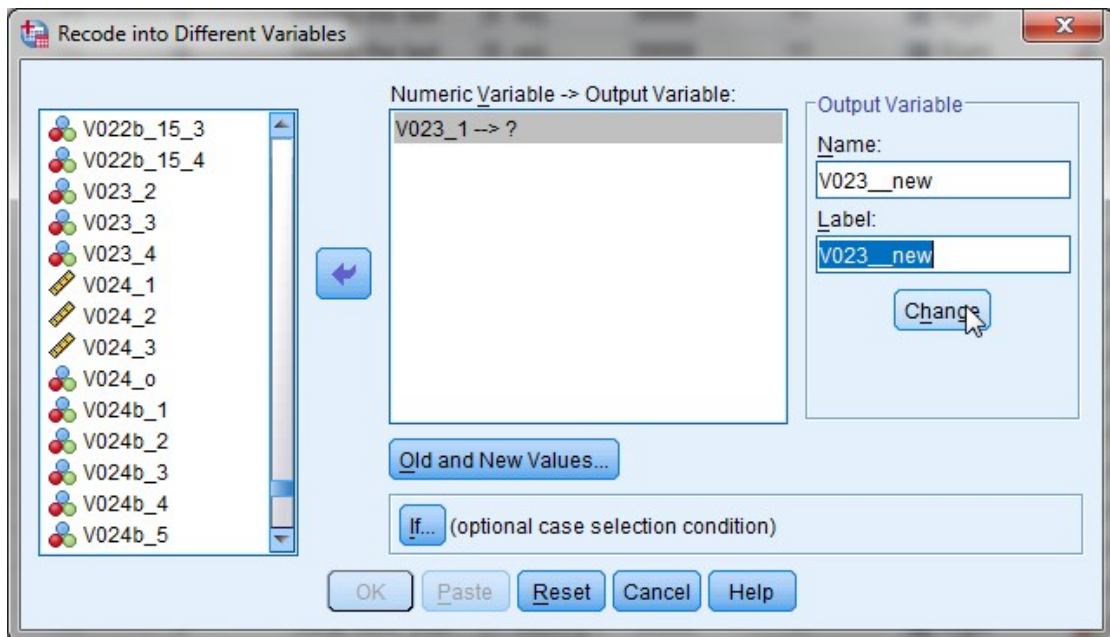 Recode into Different Variables
V022b_15_3
V022b_15_4
V023_2
V023_3
V023_4
V024_1
V024_2
V024_3
V024_o
V024b_1
V024b_2
V024b_3
V024b_4
V024b_5
Numeric Variable -> Output Variable:
V023_1 --> ?
Output Variable
Name:
V023__new
Label:
V023__new
Change
Old and New Values...
If... (optional case selection condition)
OK Paste Reset Cancel Help